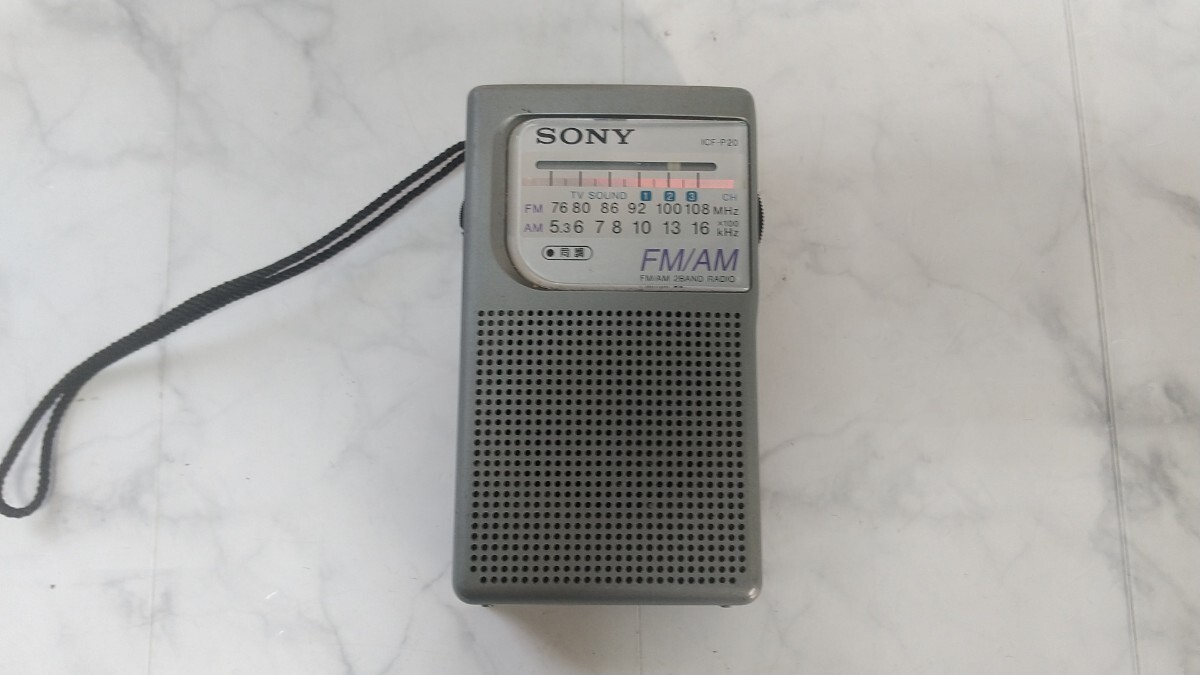 SONY
ICF-P20
TV SOUND 1 2 3 CH
FM 76 80 86 92 100 108 MHz
AM 5.3 6 7 8 10 13 16 ×100 kHz
同調
FM/AM
FM/AM 2BAND RADIO